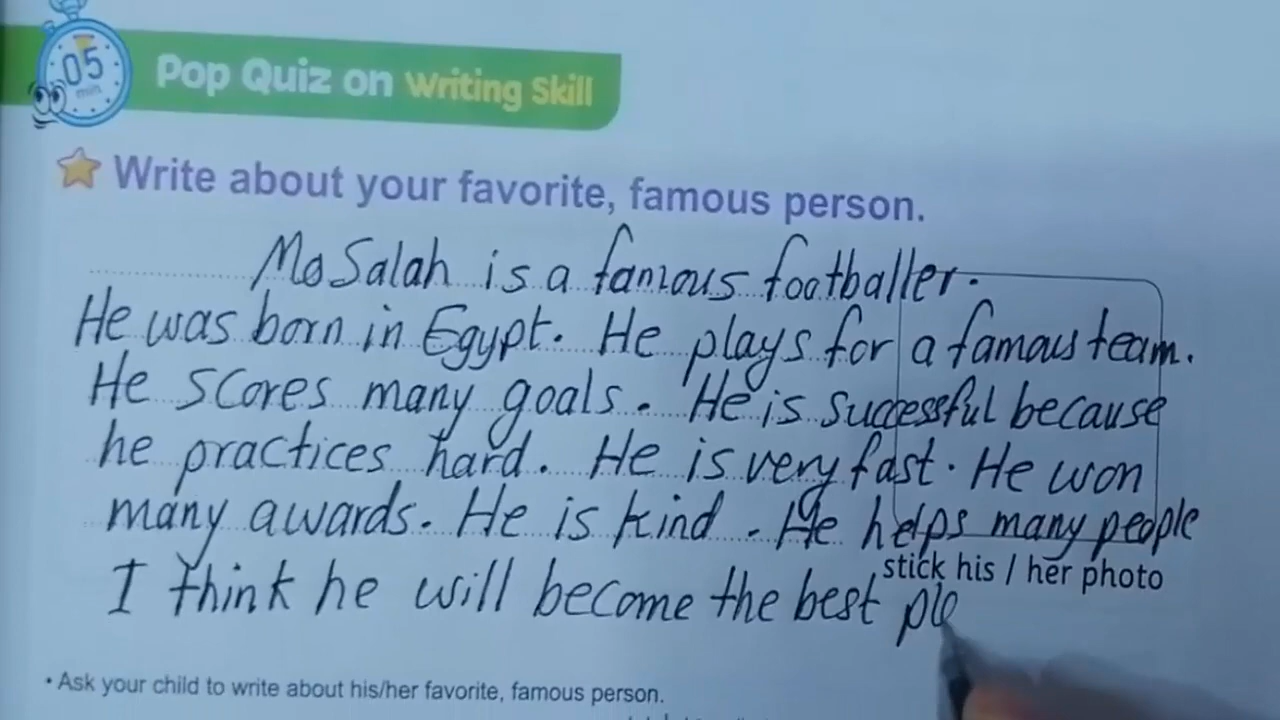 05
min
Pop Quiz on Writing Skill
Write about your favorite, famous person.
Mo Salah is a famous footballer.
He was born in Egypt. He plays for a famous team.
He scores many goals. He is successful because
he practices hard. He is very fast. He won
many awards. He is kind. He helps many people
stick his / her photo
I think he will become the best pla
• Ask your child to write about his/her favorite, famous person.